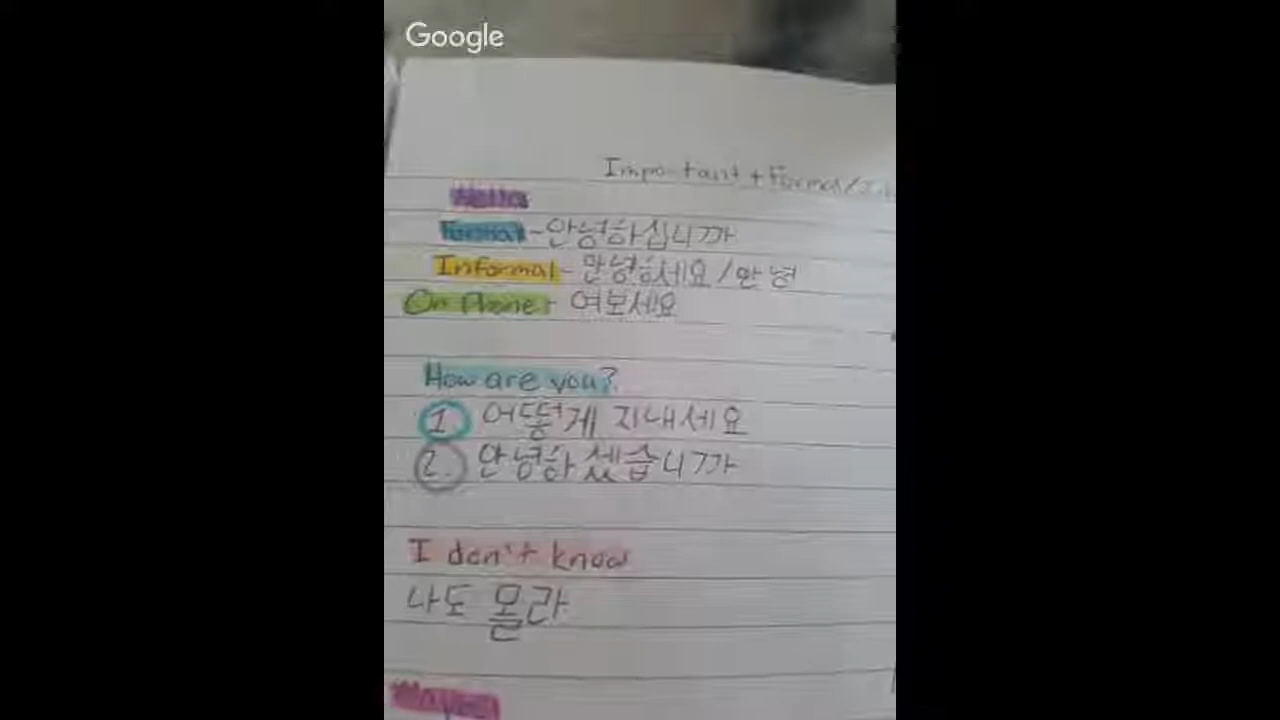 Google
Important + Formal/
Hello
Formal - 안녕하십니까
Informal - 안녕하세요 / 안녕
On Phone - 여보세요
How are you?
1 어떻게 지내세요
2. 안녕하셨습니까
I don't know
나도 몰라
Maybe